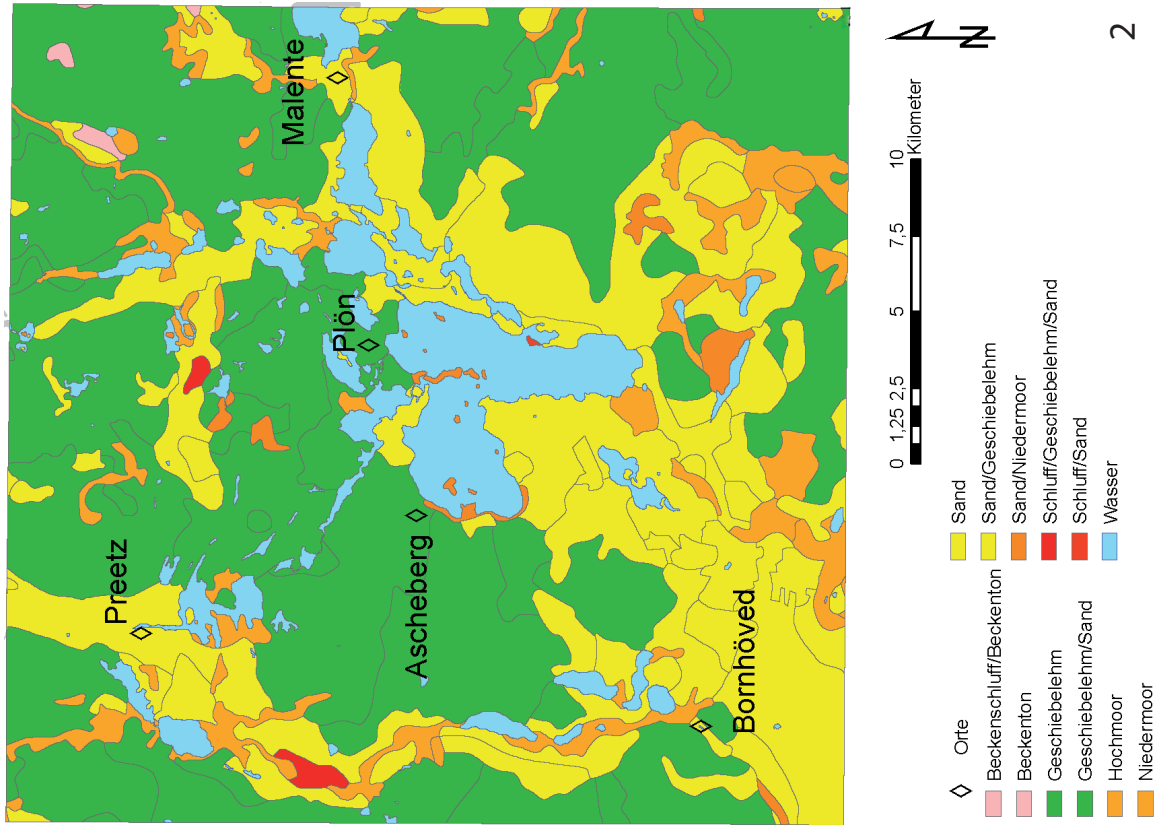 Malente
Plön
Preetz
Ascheberg
Bornhöved
N
0 1,25 2,5 5 7,5 10
Kilometer
Orte
Beckenschluff/Beckenton
Beckenton
Geschiebelehm
Geschiebelehm/Sand
Hochmoor
Niedermoor
Sand
Sand/Geschiebelehm
Sand/Niedermoor
Schluff/Geschiebelehm/Sand
Schluff/Sand
Wasser
2